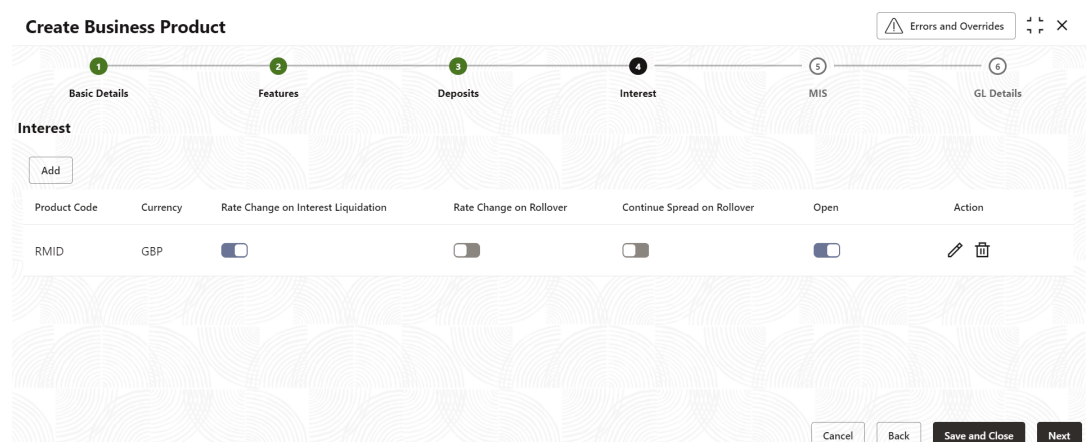 Create Business Product
Errors and Overrides
1 2 3 4 5 6
Basic Details Features Deposits Interest MIS GL Details
Interest
Add
Product Code Currency Rate Change on Interest Liquidation Rate Change on Rollover Continue Spread on Rollover Open Action
RMID GBP
Cancel Back Save and Close Next